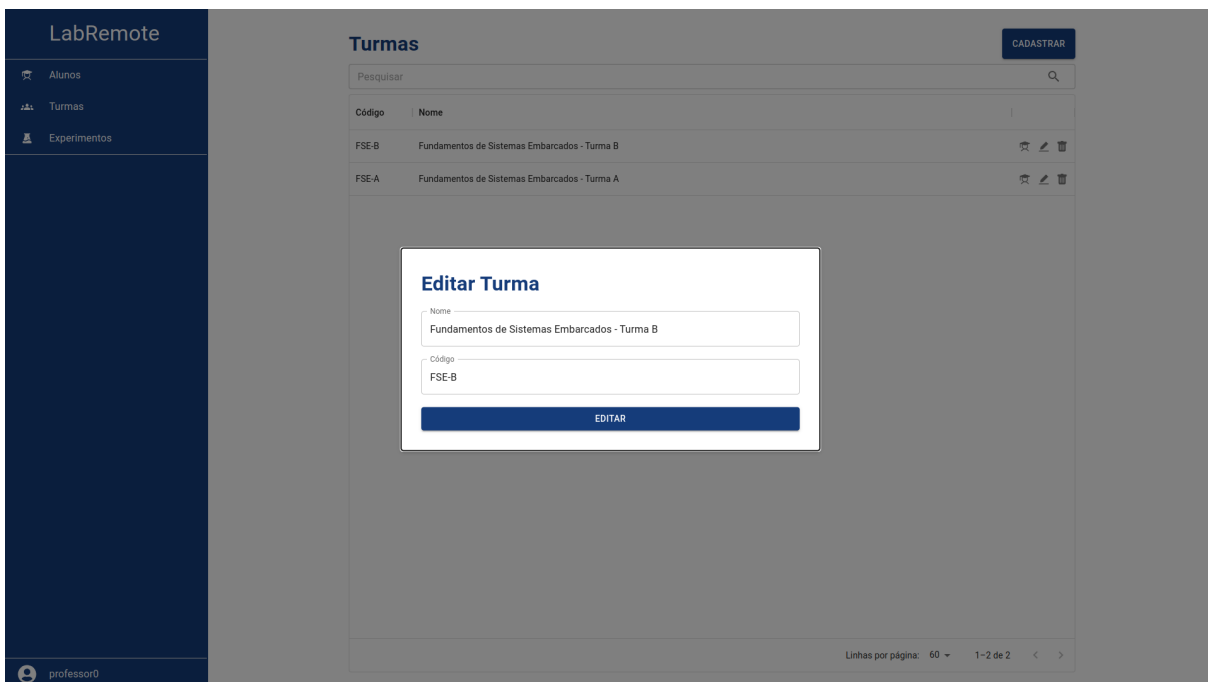 LabRemote
Alunos
Turmas
Experimentos
professor0
Turmas
CADASTRAR
Pesquisar
Código Nome
FSE-B Fundamentos de Sistemas Embarcados - Turma B
FSE-A Fundamentos de Sistemas Embarcados - Turma A
Editar Turma
Nome
Fundamentos de Sistemas Embarcados - Turma B
Código
FSE-B
EDITAR
Linhas por página: 60 1–2 de 2